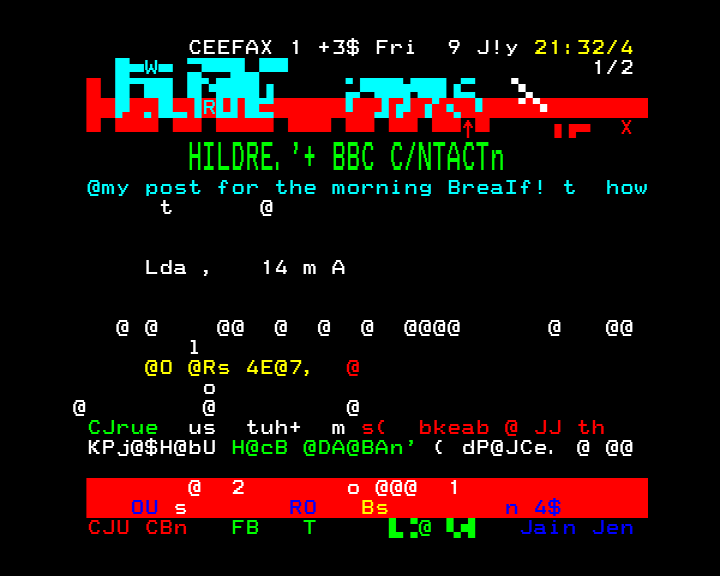 CEEFAX 1 +3$ Fri  9 J!y 21:32/4
W 1/2
R
X
HILDRE.'+ BBC C/NTACTn
@my post for the morning BreaIf! t  how
t      @
Lda ,   14 m A
@ @    @@  @  @  @  @@@@      @   @@
l
@O @Rs 4E@7,  @
o
@        @         @
CJrue  us  tuh+  m s(  bkeab @ JJ th
KPj@$H@bU H@cB @DA@BAn' ( dP@JCe. @ @@
@  2       o @@@  1
OU s       RO   Bs        n 4$
CJU CBn   FB   T       @      Jain Jen